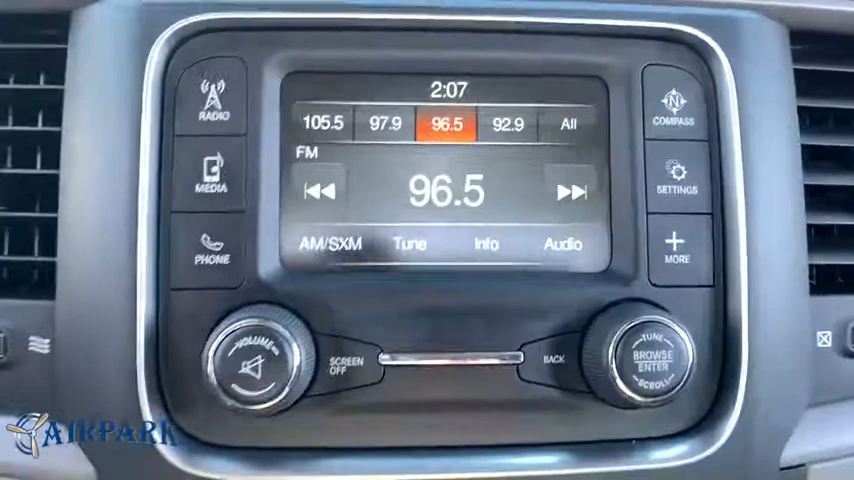 2:07
105.5 97.9 96.5 92.9 All
FM
96.5
AM/SXM Tune Info Audio
RADIO
MEDIA
PHONE
N
COMPASS
SETTINGS
MORE
VOLUME
SCREEN
OFF
BACK
TUNE
BROWSE
ENTER
SCROLL
AIRPARK